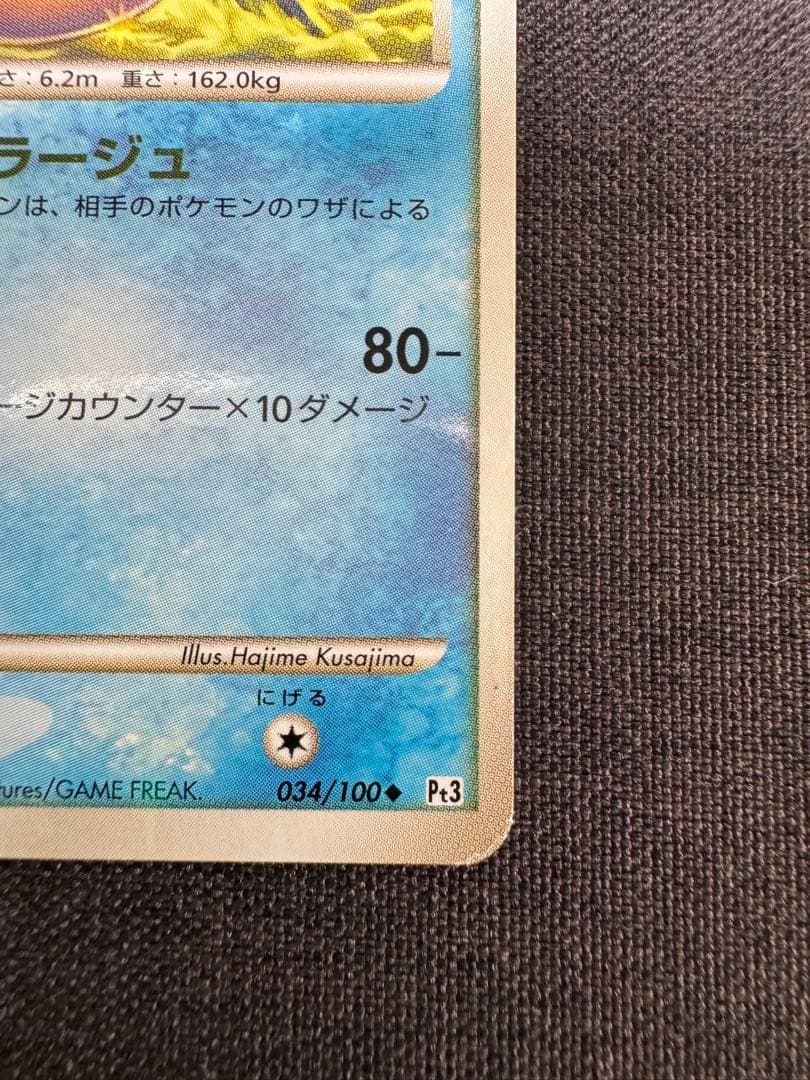 さ：6.2m 重さ：162.0kg
ラージュ
ンは、相手のポケモンのワザによる
80−
ージカウンター×10ダメージ
Illus.Hajime Kusajima
にげる
ures/GAME FREAK.
034/100◆ Pt3